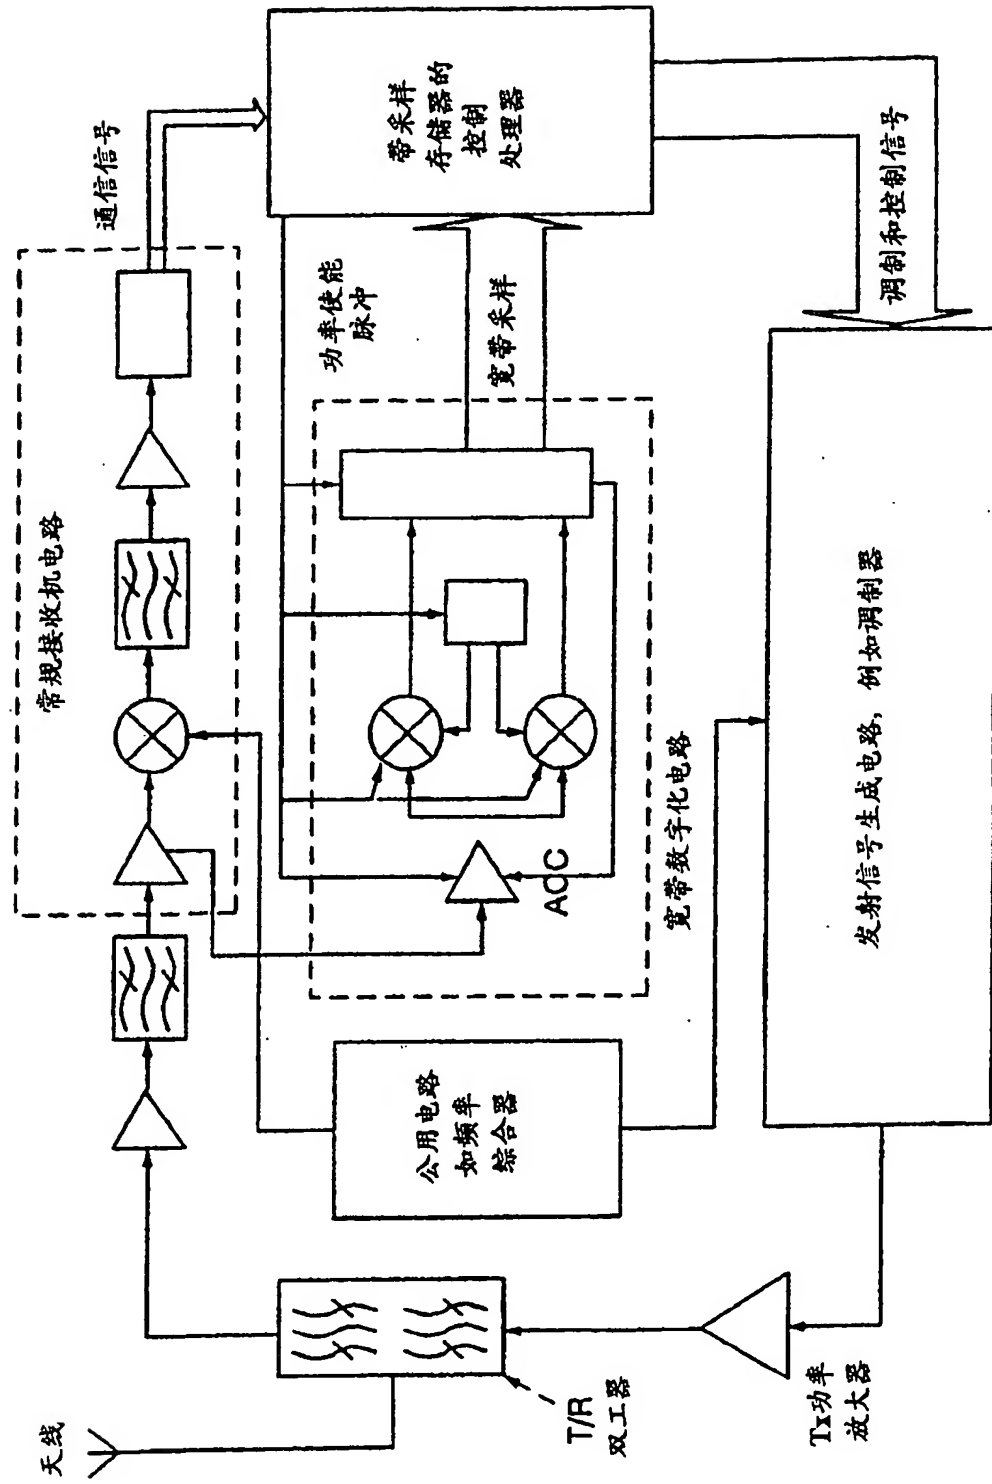 天线
T/R
双工器
Tx功率
放大器
公用电路
如频率
综合器
常规接收机电路
通信信号
功率使能
脉冲
宽带采样
AOC
宽带数字化电路
带采样
存储器的
控制
处理器
调制和控制信号
发射信号生成电路, 例如调制器